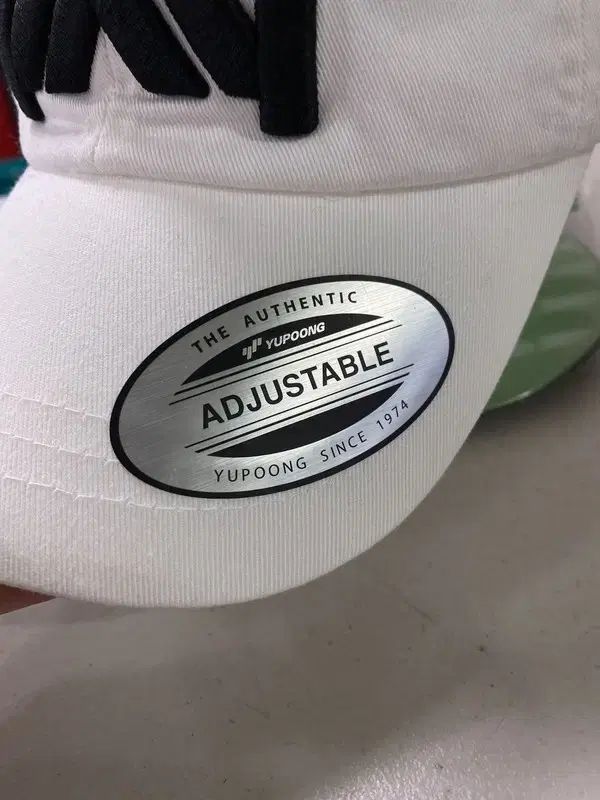 THE AUTHENTIC
YUPOONG
ADJUSTABLE
YUPOONG SINCE 1974